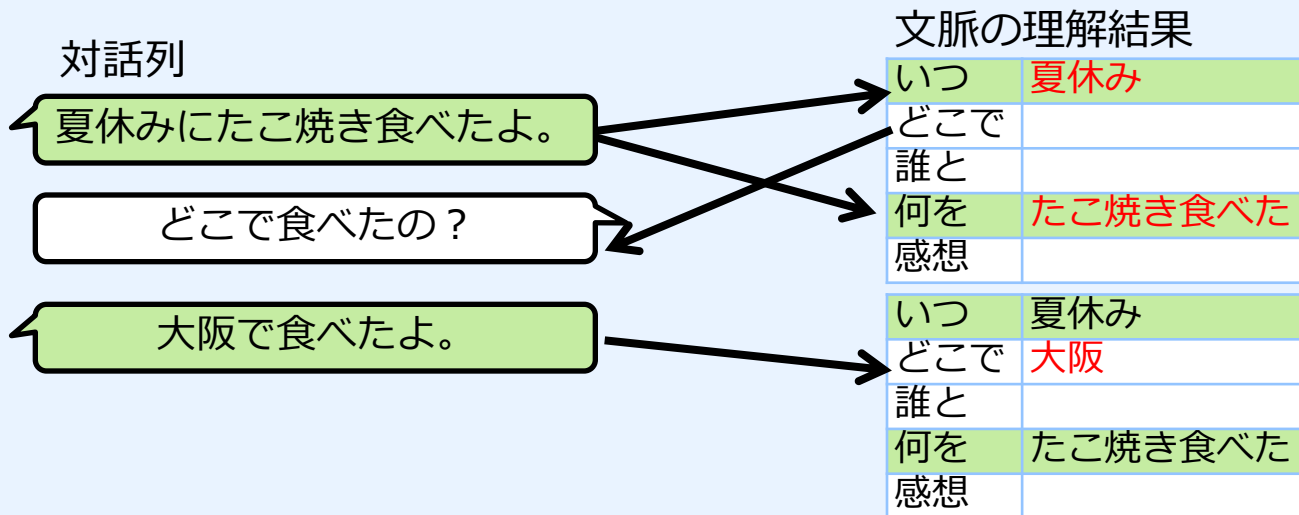 対話列
夏休みにたこ焼き食べたよ。
どこで食べたの？
大阪で食べたよ。
文脈の理解結果
いつ 夏休み
どこで
誰と
何を たこ焼き食べた
感想
いつ 夏休み
どこで 大阪
誰と
何を たこ焼き食べた
感想